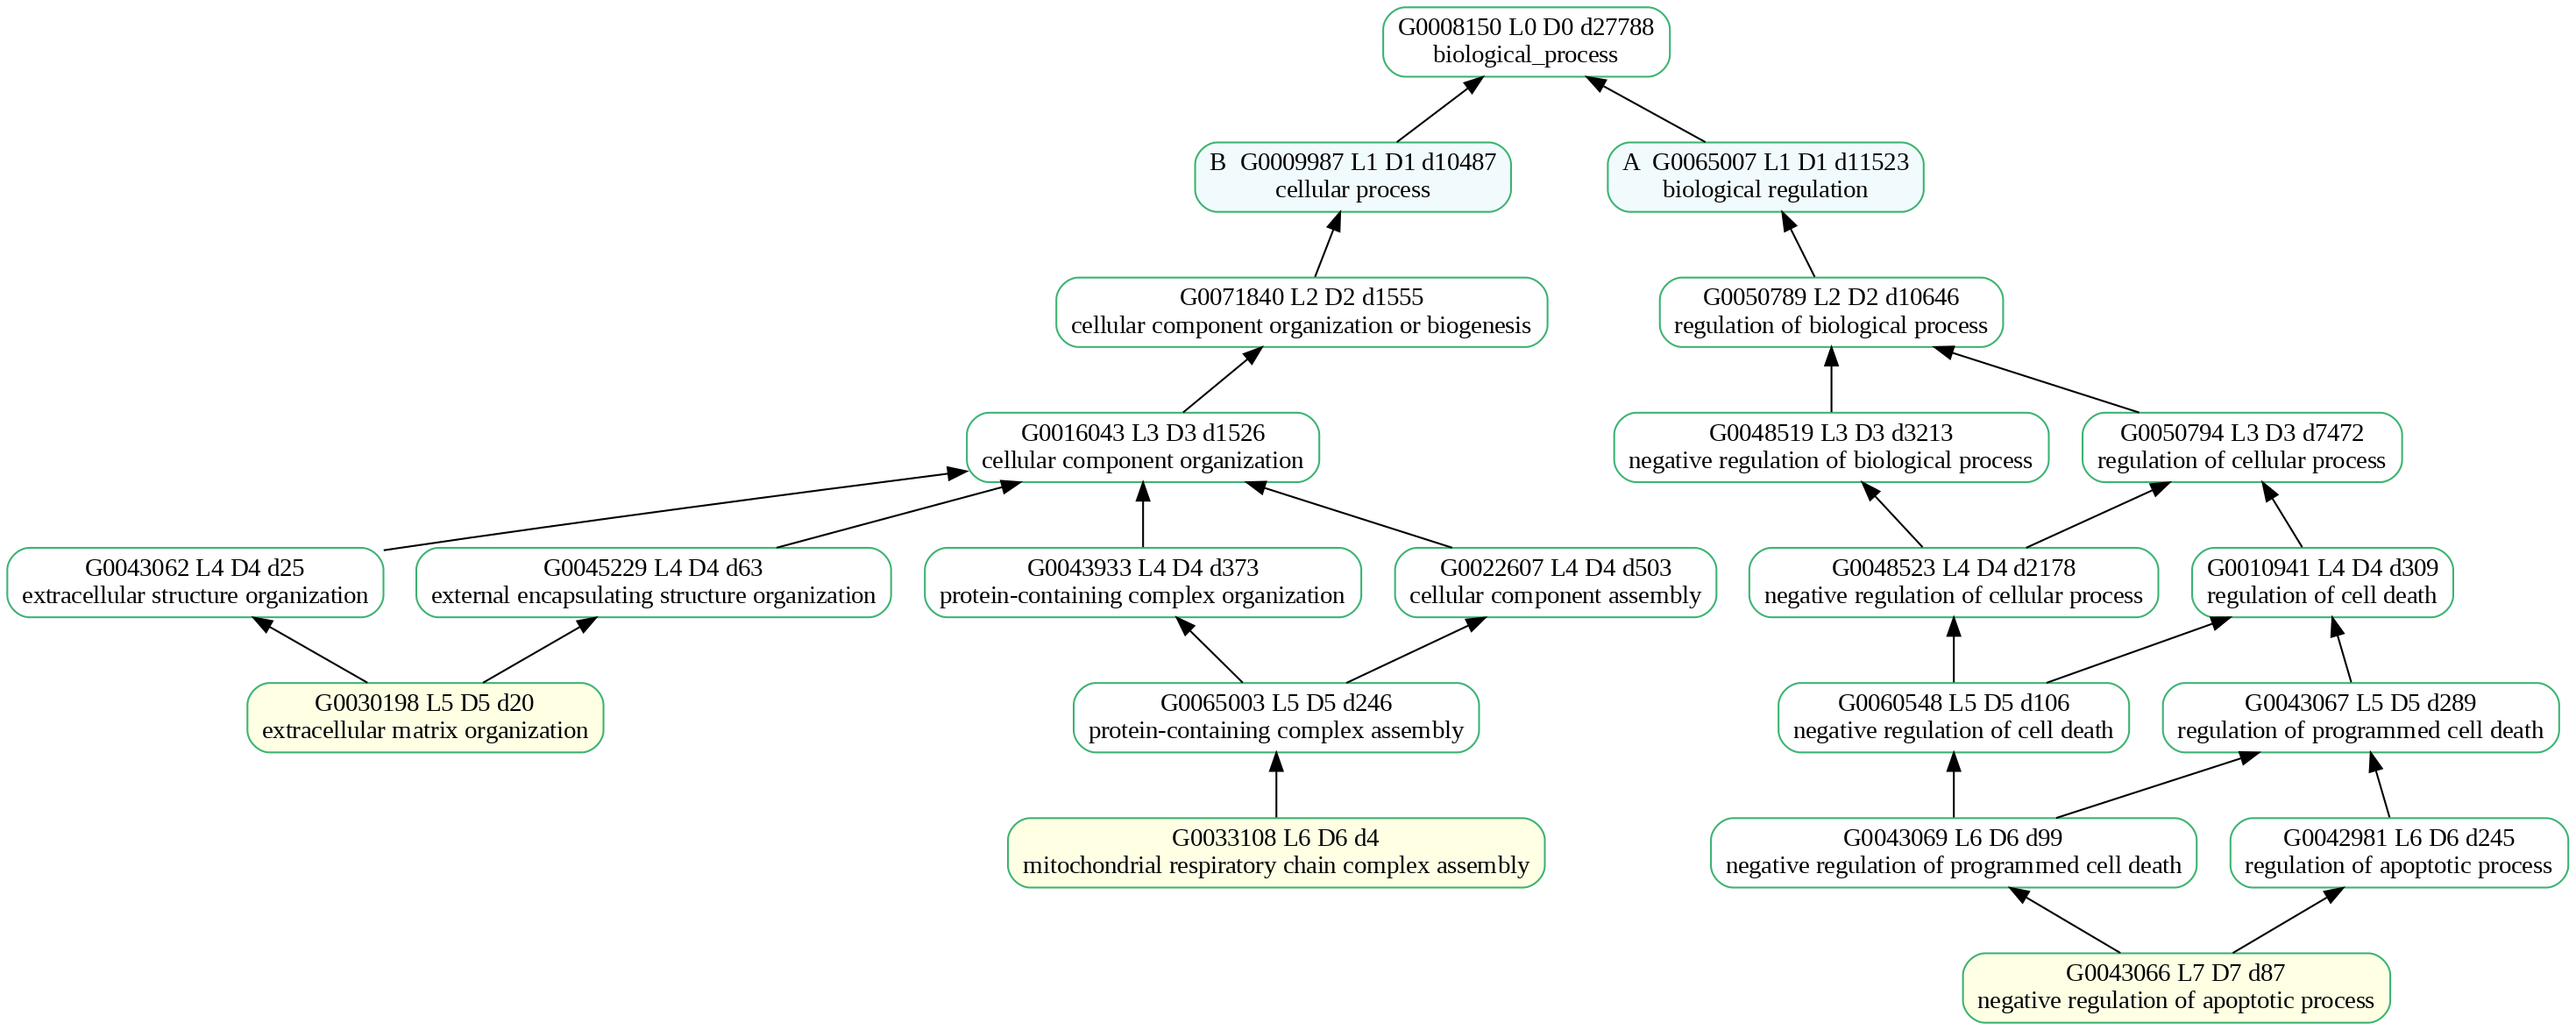 G0008150 L0 D0 d27788
biological_process
B  G0009987 L1 D1 d10487
cellular process
A  G0065007 L1 D1 d11523
biological regulation
G0071840 L2 D2 d1555
cellular component organization or biogenesis
G0050789 L2 D2 d10646
regulation of biological process
G0016043 L3 D3 d1526
cellular component organization
G0048519 L3 D3 d3213
negative regulation of biological process
G0050794 L3 D3 d7472
regulation of cellular process
G0043062 L4 D4 d25
extracellular structure organization
G0045229 L4 D4 d63
external encapsulating structure organization
G0043933 L4 D4 d373
protein-containing complex organization
G0022607 L4 D4 d503
cellular component assembly
G0048523 L4 D4 d2178
negative regulation of cellular process
G0010941 L4 D4 d309
regulation of cell death
G0030198 L5 D5 d20
extracellular matrix organization
G0065003 L5 D5 d246
protein-containing complex assembly
G0060548 L5 D5 d106
negative regulation of cell death
G0043067 L5 D5 d289
regulation of programmed cell death
G0033108 L6 D6 d4
mitochondrial respiratory chain complex assembly
G0043069 L6 D6 d99
negative regulation of programmed cell death
G0042981 L6 D6 d245
regulation of apoptotic process
G0043066 L7 D7 d87
negative regulation of apoptotic process